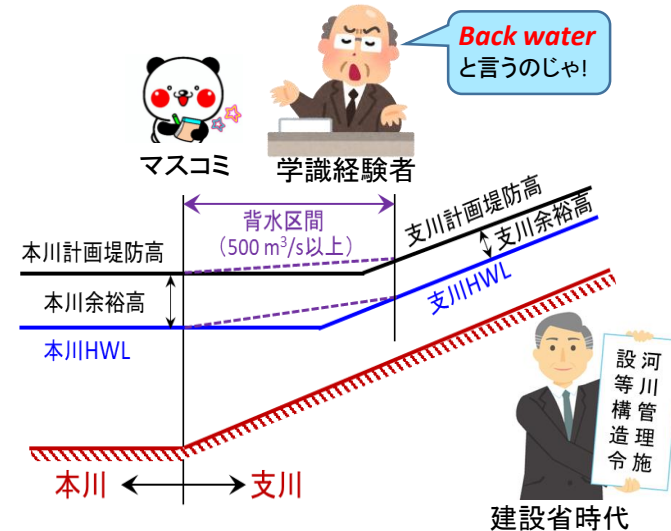 Back water
と言うのじゃ!
マスコミ
学識経験者
背水区間
（500 m³/s以上）
支川計画堤防高
支川余裕高
本川計画堤防高
本川余裕高
支川HWL
本川HWL
河川管理施
設等構造令
本川
支川
建設省時代